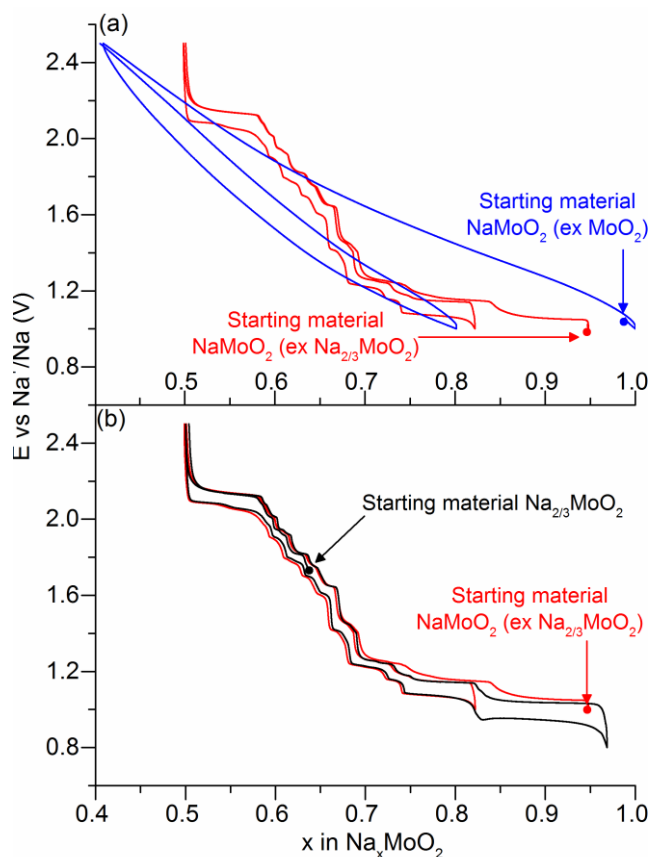 (a)
2.4
2.0
1.6
1.2
0.8
Starting material
NaMoO₂ (ex MoO₂)
Starting material
NaMoO₂ (ex Na₂/₃MoO₂)
0.5 0.6 0.7 0.8 0.9 1.0
E vs Na⁺/Na (V)
(b)
2.4
2.0
1.6
1.2
0.8
Starting material Na₂/₃MoO₂
Starting material
NaMoO₂ (ex Na₂/₃MoO₂)
0.4 0.5 0.6 0.7 0.8 0.9 1.0
x in NaₓMoO₂